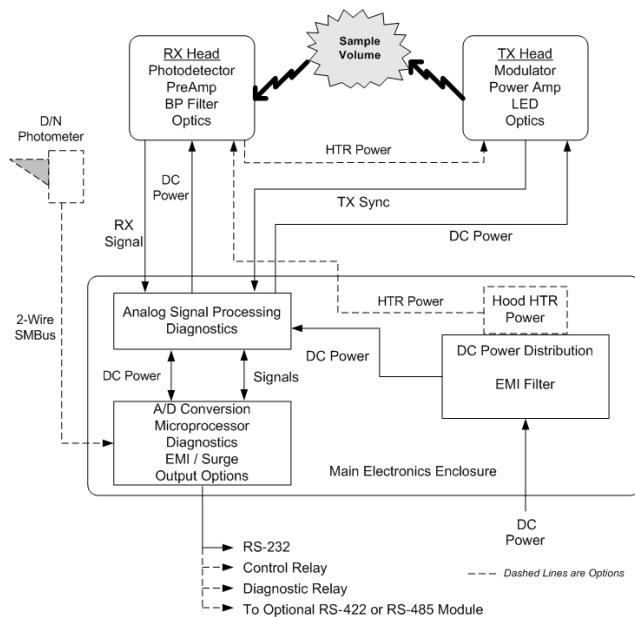 RX Head
Photodetector
PreAmp
BP Filter
Optics
Sample
Volume
TX Head
Modulator
Power Amp
LED
Optics
D/N
Photometer
HTR Power
DC
Power
TX Sync
RX
Signal
DC Power
2-Wire
SMBus
Analog Signal Processing
Diagnostics
HTR Power
Hood HTR
Power
DC Power Distribution
EMI Filter
DC Power
DC Power
Signals
A/D Conversion
Microprocessor
Diagnostics
EMI / Surge
Output Options
Main Electronics Enclosure
DC
Power
RS-232
Control Relay
Diagnostic Relay
To Optional RS-422 or RS-485 Module
Dashed Lines are Options